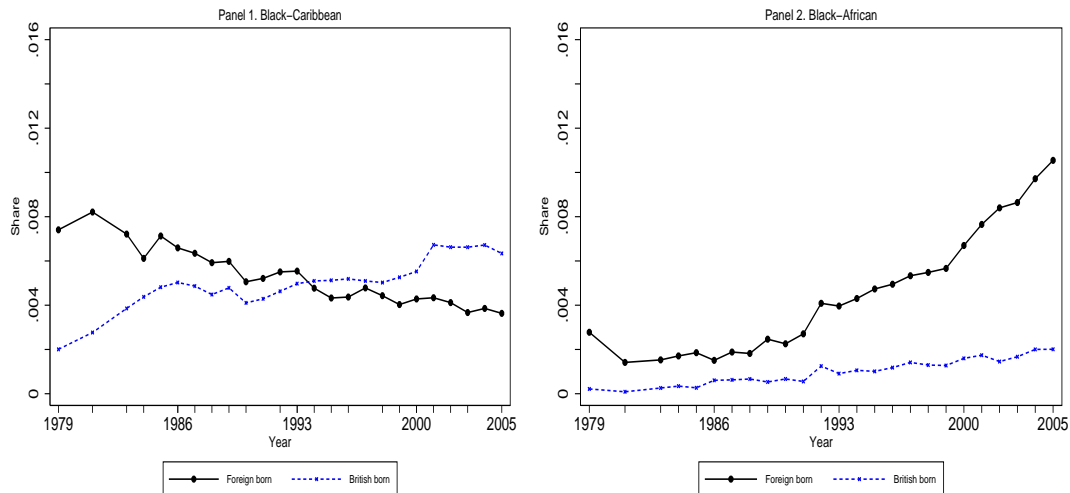 Panel 1. Black−Caribbean
.016
.012
.008
.004
0
Share
1979 1986 1993 2000 2005
Year
Foreign born British born
Panel 2. Black−African
.016
.012
.008
.004
0
Share
1979 1986 1993 2000 2005
Year
Foreign born British born